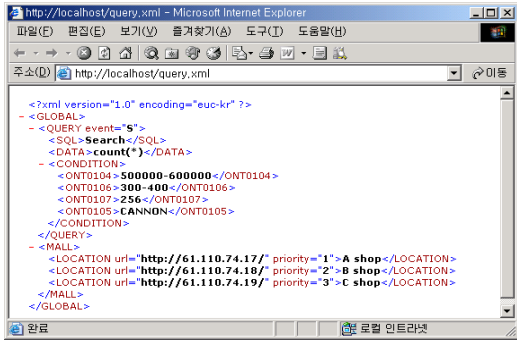 http://localhost/query.xml - Microsoft Internet Explorer
파일(F) 편집(E) 보기(V) 즐겨찾기(A) 도구(T) 도움말(H)
주소(D) http://localhost/query.xml 이동
<?xml version="1.0" encoding="euc-kr" ?>
- <GLOBAL>
- <QUERY event="S">
<SQL>Search</SQL>
<DATA>count(*)</DATA>
- <CONDITION>
<ONT0104>500000-600000</ONT0104>
<ONT0106>300-400</ONT0106>
<ONT0107>256</ONT0107>
<ONT0105>CANNON</ONT0105>
</CONDITION>
</QUERY>
- <MALL>
<LOCATION url="http://61.110.74.17/" priority="1">A shop</LOCATION>
<LOCATION url="http://61.110.74.18/" priority="2">B shop</LOCATION>
<LOCATION url="http://61.110.74.19/" priority="3">C shop</LOCATION>
</MALL>
</GLOBAL>
완료 로컬 인트라넷